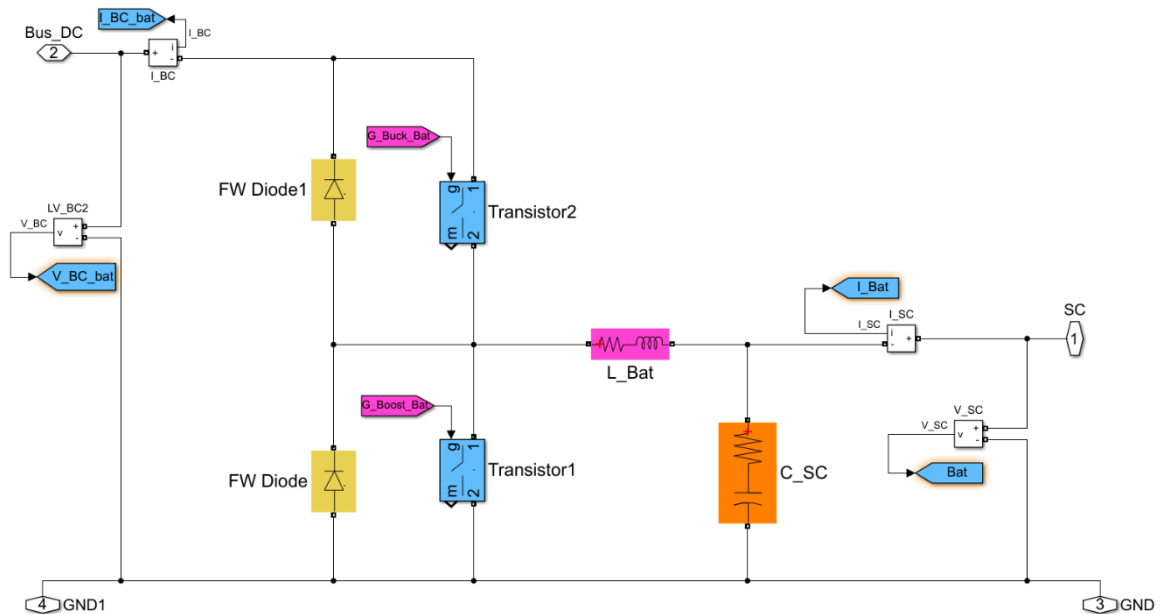 I_BC_bat
I_BC
Bus_DC
2
+
i
-
I_BC
G_Buck_Bat
FW Diode1
g
1
m
2
Transistor2
LV_BC2
V_BC
v
+
-
V_BC_bat
I_Bat
I_SC
I_SC
i
-
+
SC
1
L_Bat
G_Boost_Bat
FW Diode
g
1
m
2
Transistor1
C_SC
V_SC
V_SC
v
+
-
Bat
4
GND1
3
GND